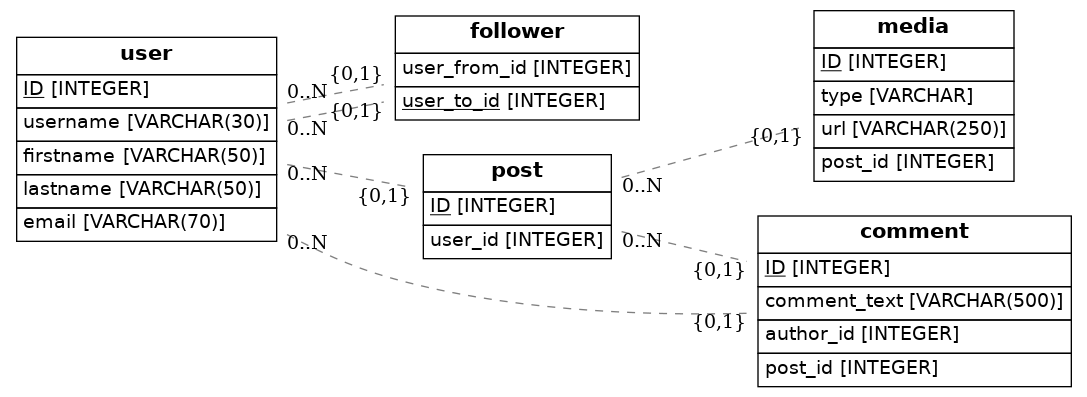 user
ID [INTEGER]
username [VARCHAR(30)]
firstname [VARCHAR(50)]
lastname [VARCHAR(50)]
email [VARCHAR(70)]
follower
user_from_id [INTEGER]
user_to_id [INTEGER]
post
ID [INTEGER]
user_id [INTEGER]
media
ID [INTEGER]
type [VARCHAR]
url [VARCHAR(250)]
post_id [INTEGER]
comment
ID [INTEGER]
comment_text [VARCHAR(500)]
author_id [INTEGER]
post_id [INTEGER]
0..N
{0,1}
0..N
{0,1}
0..N
{0,1}
0..N
{0,1}
0..N
{0,1}
0..N
{0,1}